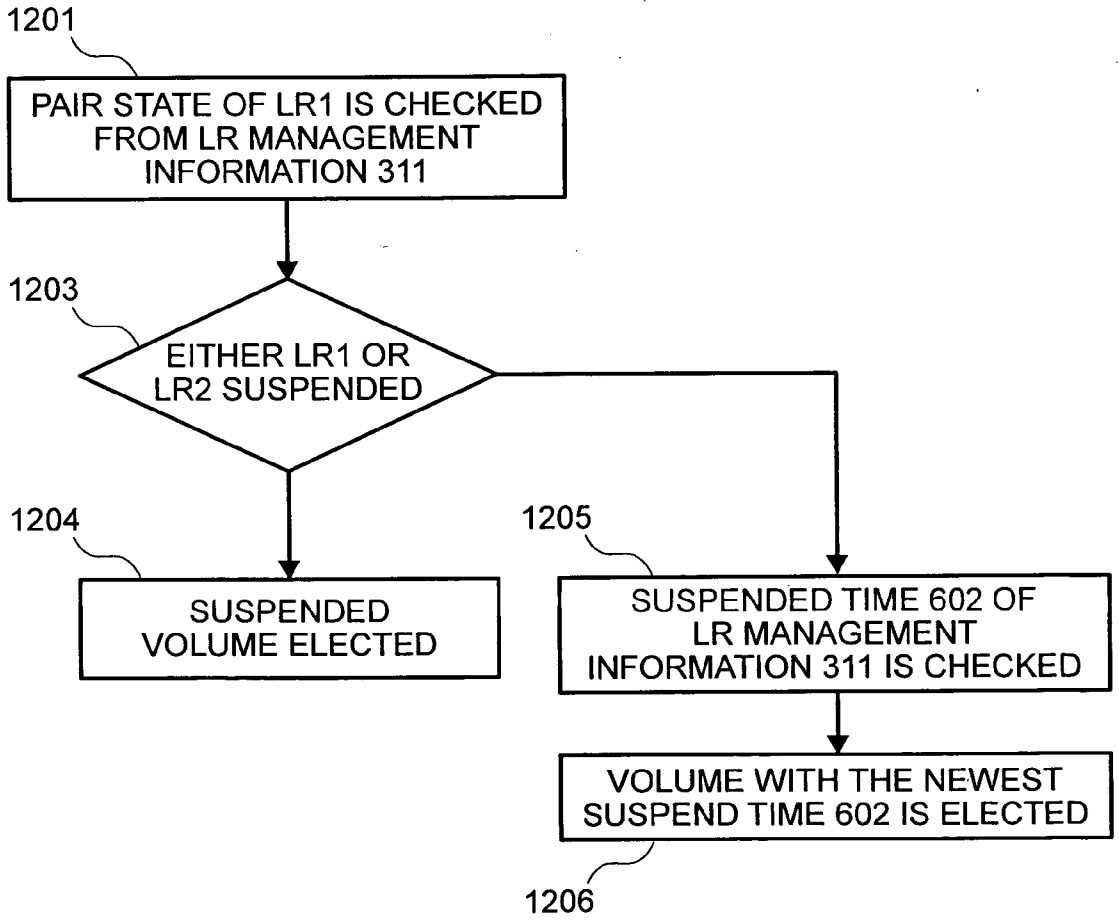 1201
PAIR STATE OF LR1 IS CHECKED
FROM LR MANAGEMENT
INFORMATION 311
1203
EITHER LR1 OR
LR2 SUSPENDED
1204
SUSPENDED
VOLUME ELECTED
1205
SUSPENDED TIME 602 OF
LR MANAGEMENT
INFORMATION 311 IS CHECKED
VOLUME WITH THE NEWEST
SUSPEND TIME 602 IS ELECTED
1206